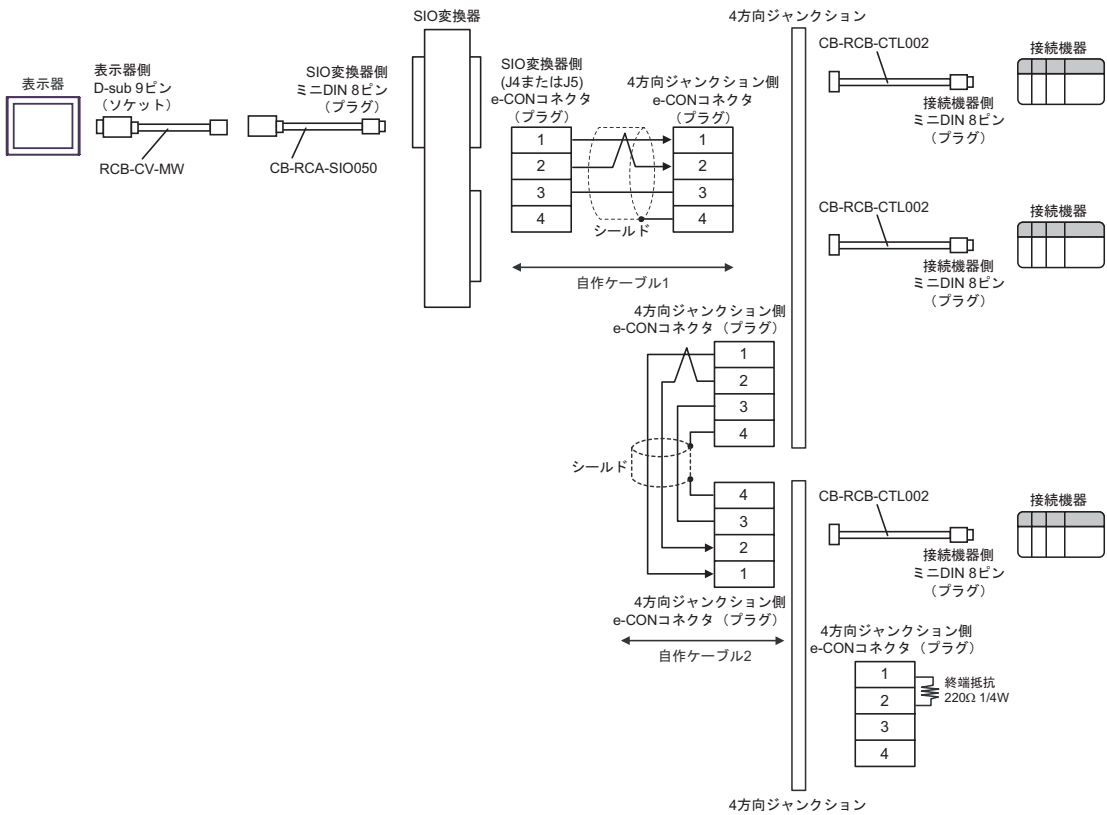 SIO変換器
4方向ジャンクション
表示器
表示器側
D-sub 9ピン
（ソケット）
RCB-CV-MW
SIO変換器側
ミニDIN 8ピン
（プラグ）
CB-RCA-SIO050
SIO変換器側
(J4またはJ5)
e-CONコネクタ
（プラグ）
1
2
3
4
4方向ジャンクション側
e-CONコネクタ
（プラグ）
1
2
3
4
シールド
自作ケーブル1
CB-RCB-CTL002
接続機器側
ミニDIN 8ピン
（プラグ）
接続機器
CB-RCB-CTL002
接続機器側
ミニDIN 8ピン
（プラグ）
接続機器
4方向ジャンクション側
e-CONコネクタ（プラグ）
1
2
3
4
シールド
4
3
2
1
4方向ジャンクション側
e-CONコネクタ（プラグ）
自作ケーブル2
CB-RCB-CTL002
接続機器側
ミニDIN 8ピン
（プラグ）
接続機器
4方向ジャンクション側
e-CONコネクタ（プラグ）
1
2
3
4
終端抵抗
220Ω 1/4W
4方向ジャンクション